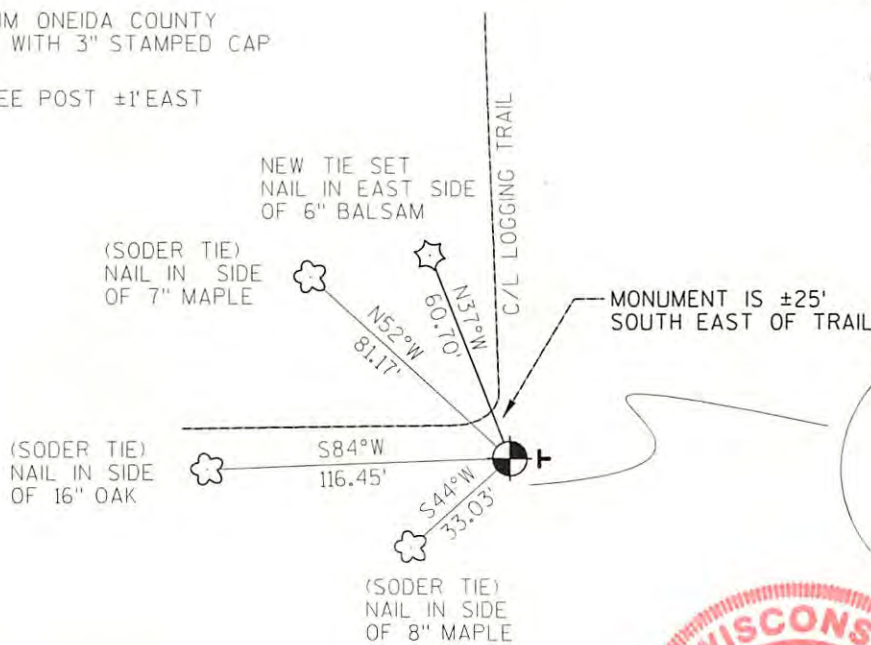 UM ONEIDA COUNTY
WITH 3" STAMPED CAP
EE POST ±1'EAST
NEW TIE SET
NAIL IN EAST SIDE
OF 6" BALSAM
C/L LOGGING TRAIL
(SODER TIE)
NAIL IN SIDE
OF 7" MAPLE
N52°W
81.17'
N37°W
60.70'
MONUMENT IS ±25'
SOUTH EAST OF TRAIL
(SODER TIE)
NAIL IN SIDE
OF 16" OAK
S84°W
116.45'
T
S44°W
33.03'
(SODER TIE)
NAIL IN SIDE
OF 8" MAPLE
WISCONS